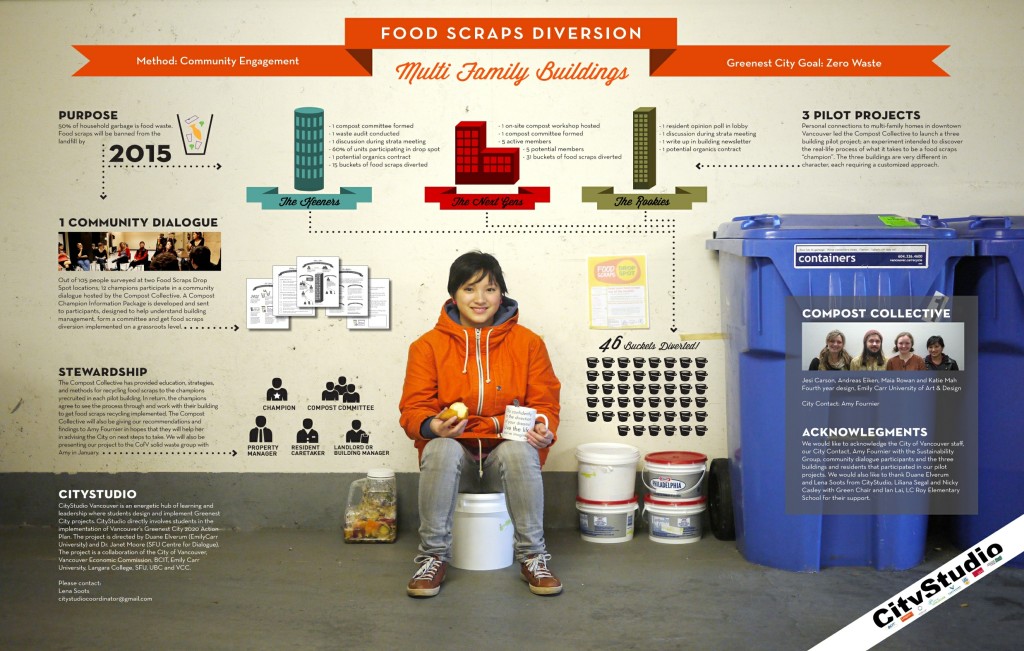 FOOD SCRAPS DIVERSION
Multi Family Buildings
Method: Community Engagement
Greenest City Goal: Zero Waste
PURPOSE
50% of household garbage is food waste.
Food scraps will be banned from the
landfill by
2015
- 1 compost committee formed
- 1 waste audit conducted
- 1 discussion during strata meeting
- 60% of units participating in drop spot
- 1 potential organics contract
- 15 buckets of food scraps diverted
The Keeners
- 1 on-site compost workshop hosted
- 1 compost committee formed
- 5 active members
- 5 potential members
- 31 buckets of food scraps diverted
The Next Gens
- 1 resident opinion poll in lobby
- 1 discussion during strata meeting
- 1 write up in building newsletter
- 1 potential organics contract
The Rookies
3 PILOT PROJECTS
Personal connections to multi-family homes in downtown
Vancouver led the Compost Collective to launch a three
building pilot project; an experiment intended to discover
the real-life process of what it takes to be a food scraps
"champion". The three buildings are very different in
character, each requiring a customized approach.
1 COMMUNITY DIALOGUE
Out of 105 people surveyed at two Food Scraps Drop
Spot locations, 12 champions participate in a community
dialogue hosted by the Compost Collective. A Compost
Champion Information Package is developed and sent
to participants, designed to help understand building
management, form a committee and get food scraps
diversion implemented on a grassroots level.
STEWARDSHIP
The Compost Collective has provided education, strategies,
and methods for recycling food scraps to the champions
precruited in each pilot building. In return, the champions
agree to see the process through and work with their building
to get food scraps recycling implemented. The Compost
Collective will also be giving our recommendations and
findings to Amy Fournier in hopes that they will help her
in advising the City on next steps to take. We will also be
presenting our project to the CofV solid waste group with
Amy in January.
CHAMPION
COMPOST COMMITTEE
PROPERTY
MANAGER
RESIDENT
CARETAKER
LANDLORD OR
BUILDING MANAGER
FOOD
SCRAPS
DROP
SPOT
46 Buckets Diverted!
PHILADELPHIA
containers
CITYSTUDIO
CityStudio Vancouver is an energetic hub of learning and
leadership where students design and implement Greenest
City projects. CityStudio directly involves students in the
implementation of Vancouver's Greenest City 2020 Action
Plan. The project is directed by Duane Elverum (EmilyCarr
University) and Dr. Janet Moore (SFU Centre for Dialogue).
The project is a collaboration of the City of Vancouver,
Vancouver Economic Commission, BCIT, Emily Carr
University, Langara College, SFU, UBC and VCC.
Please contact:
Lena Soots
citystudiocoordinator@gmail.com
COMPOST COLLECTIVE
Jesi Carson, Andreas Eiken, Maia Rowan and Katie Mah
Fourth year design, Emily Carr University of Art & Design
City Contact: Amy Fournier
ACKNOWLEGMENTS
We would like to acknowledge the City of Vancouver staff,
our City Contact, Amy Fournier with the Sustainability
Group, community dialogue participants and the three
buildings and residents that participated in our pilot
projects. We would also like to thank Duane Elverum
and Lena Soots from CityStudio, Liliana Segal and Nicky
Casley with Green Chair and Ian Lai, LC Roy Elementary
School for their support.
CityStudio